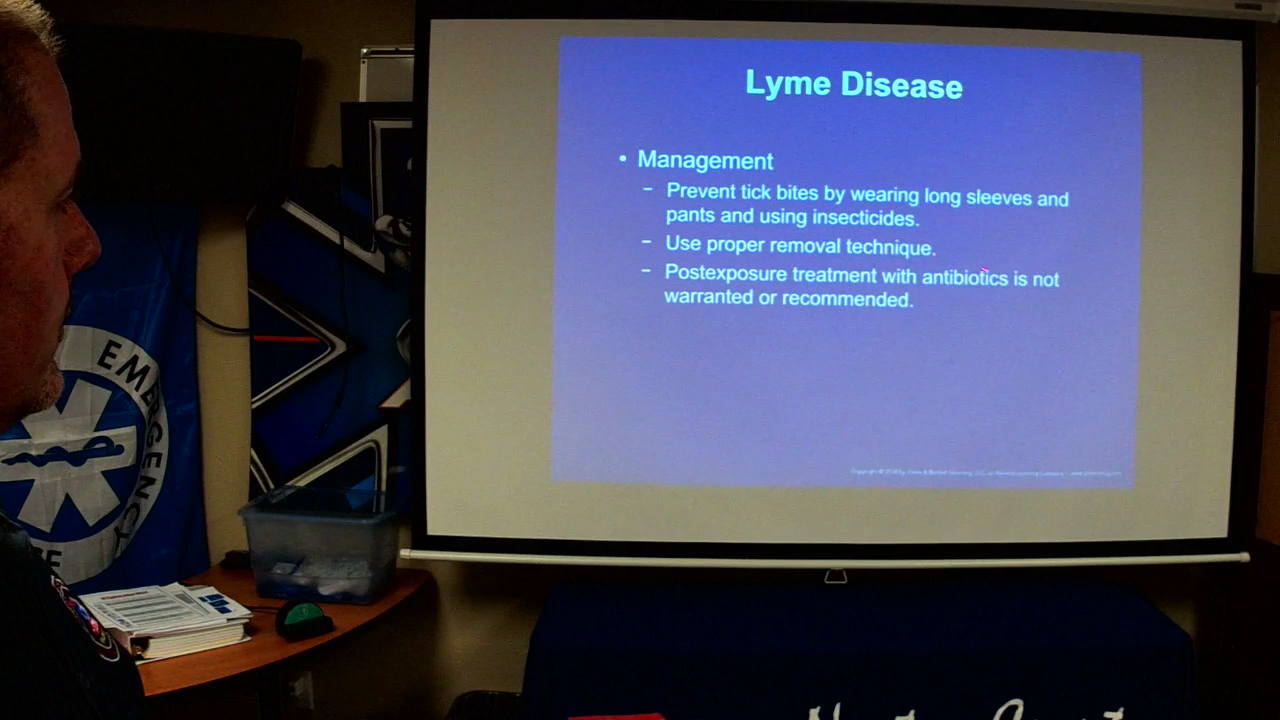 Lyme Disease
• Management
– Prevent tick bites by wearing long sleeves and
pants and using insecticides.
– Use proper removal technique.
– Postexposure treatment with antibiotics is not
warranted or recommended.
EMERGENCY